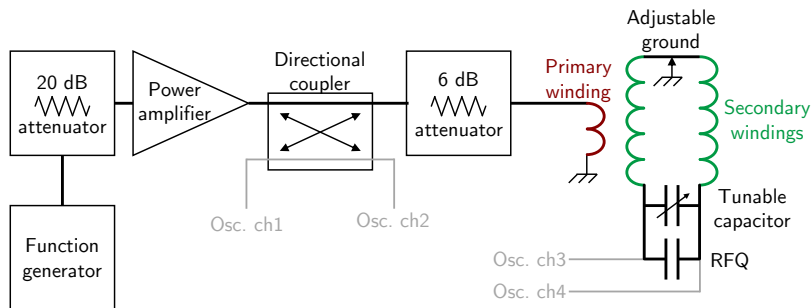 20 dB
attenuator
Power
amplifier
Directional
coupler
6 dB
attenuator
Primary
winding
Adjustable
ground
Secondary
windings
Tunable
capacitor
Osc. ch1
Osc. ch2
Function
generator
Osc. ch3
RFQ
Osc. ch4